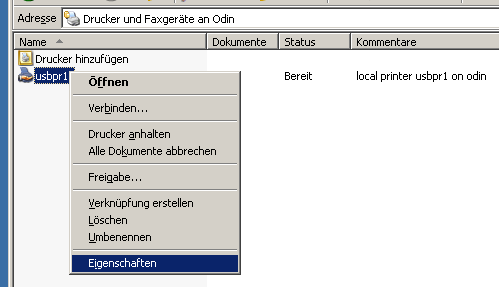 Adresse Drucker und Faxgeräte an Odin
Name Dokumente Status Kommentare
Drucker hinzufügen
usbpr1 Bereit local printer usbpr1 on odin
Öffnen
Verbinden...
Drucker anhalten
Alle Dokumente abbrechen
Freigabe...
Verknüpfung erstellen
Löschen
Umbenennen
Eigenschaften